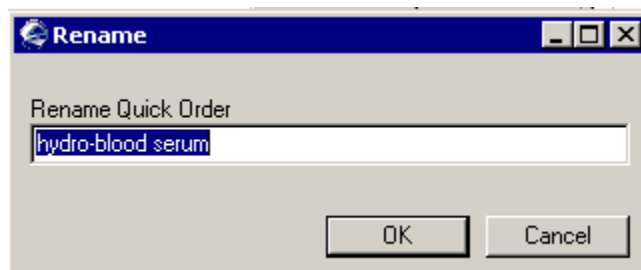 Rename
Rename Quick Order
hydro-blood serum
OK
Cancel